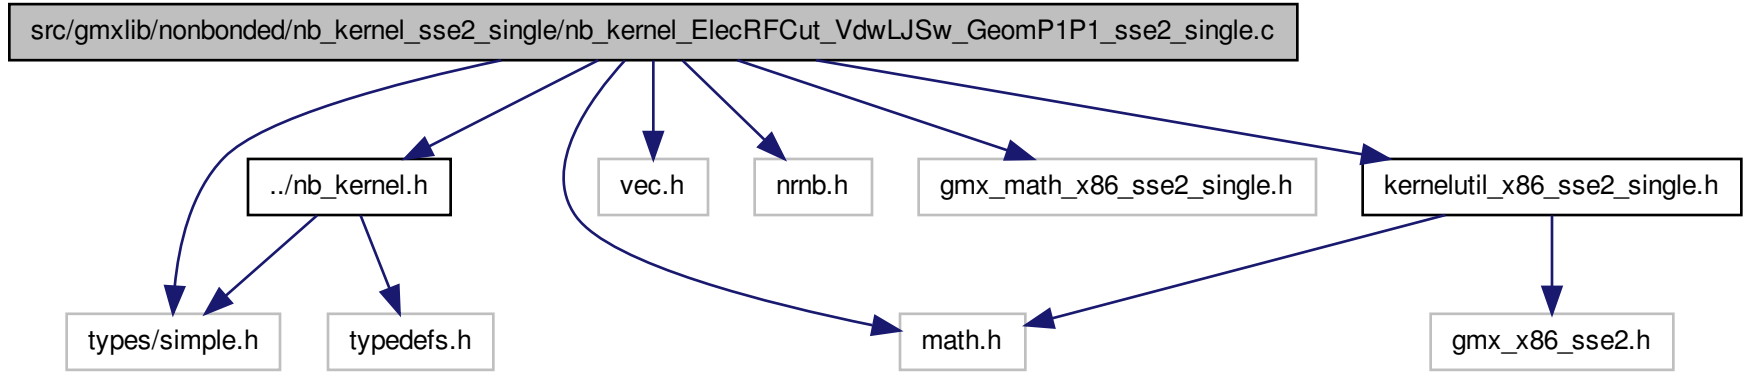 src/gmxlib/nonbonded/nb_kernel_sse2_single/nb_kernel_ElecRFCut_VdwLJSw_GeomP1P1_sse2_single.c
../nb_kernel.h
vec.h
nrnb.h
gmx_math_x86_sse2_single.h
kernelutil_x86_sse2_single.h
types/simple.h
typedefs.h
math.h
gmx_x86_sse2.h